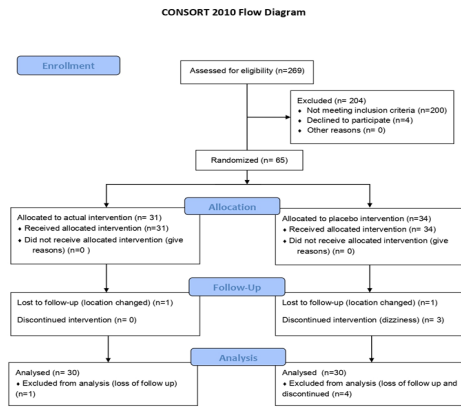 CONSORT 2010 Flow Diagram
Enrollment
Assessed for eligibility (n=269)
Excluded (n= 204)
♦ Not meeting inclusion criteria (n=200)
♦ Declined to participate (n=4)
♦ Other reasons (n= 0)
Randomized (n= 65)
Allocation
Allocated to actual intervention (n= 31)
♦ Received allocated intervention (n=31)
♦ Did not receive allocated intervention (give
reasons) (n=0 )
Allocated to placebo intervention (n=34)
♦ Received allocated intervention (n= 34)
♦ Did not receive allocated intervention (give
reasons) (n= 0)
Follow-Up
Lost to follow-up (location changed) (n=1)
Discontinued intervention (n= 0)
Lost to follow-up (location changed) (n=1)
Discontinued intervention (dizziness) (n= 3)
Analysis
Analysed (n= 30)
♦ Excluded from analysis (loss of follow up)
(n=1)
Analysed (n=30)
♦ Excluded from analysis (loss of follow up and
discontinued (n=4)